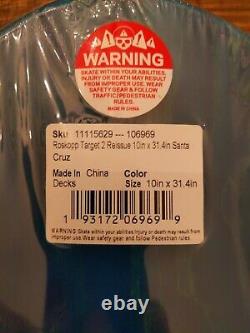 WARNING
SKATE WITHIN YOUR ABILITIES.
INJURY OR DEATH MAY RESULT
FROM IMPROPER USE. WEAR
SAFETY GEAR & FOLLOW
TRAFFIC/PEDESTRIAN
RULES.
MADE IN CHINA
Sku 11115629 --- 106969
Roskopp Target 2 Reissue 10in x 31.4in Santa
Cruz
Made In China Color
Decks Size 10in x 31.4in
1 93172 06969 9
WARNING:Skate within your abilities.Injury or death may result from
improper use.Wear safety gear and follow Pedestrian rules